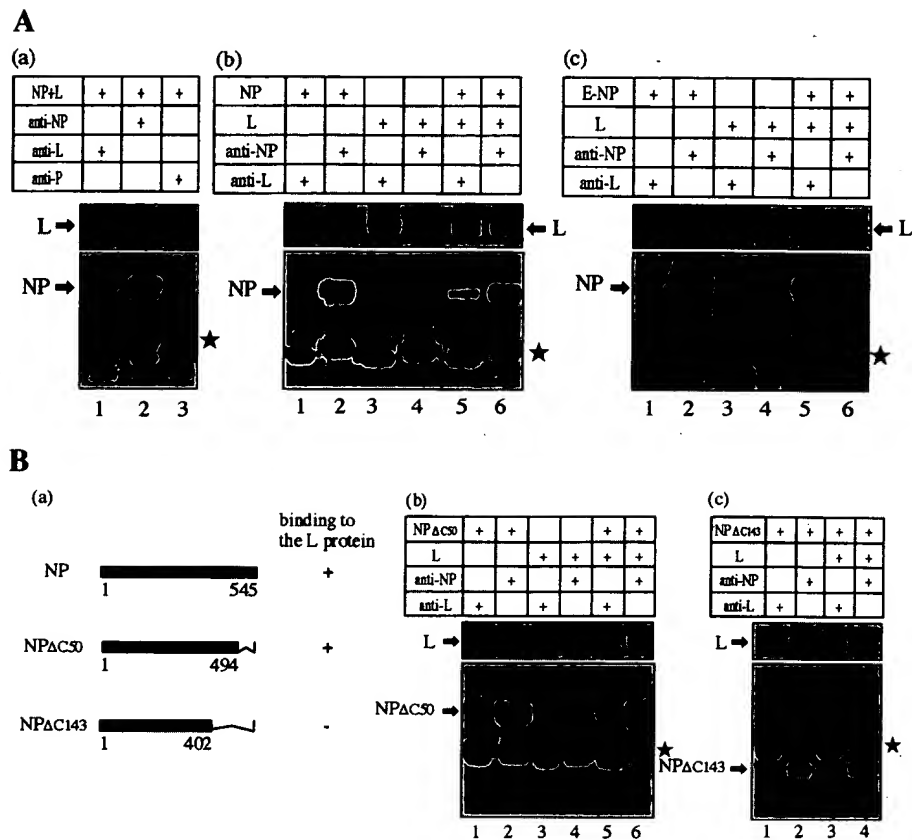 A
(a)
NP+L + + +
anti-NP +
anti-L +
anti-P +
L
NP
★
1 2 3
(b)
NP + + + +
L + + + +
anti-NP + + +
anti-L + + +
L
NP
★
1 2 3 4 5 6
(c)
E-NP + + + +
L + + + +
anti-NP + + +
anti-L + + +
L
NP
★
1 2 3 4 5 6
B
(a)
binding to
the L protein
NP +
1 545
NPΔC50 +
1 494
NPΔC143 -
1 402
(b)
NPΔC50 + + + +
L + + + +
anti-NP + + +
anti-L + + +
L
NPΔC50
★
1 2 3 4 5 6
(c)
NPΔC143 + + + +
L + +
anti-NP + +
anti-L + +
L
NPΔC143
★
1 2 3 4